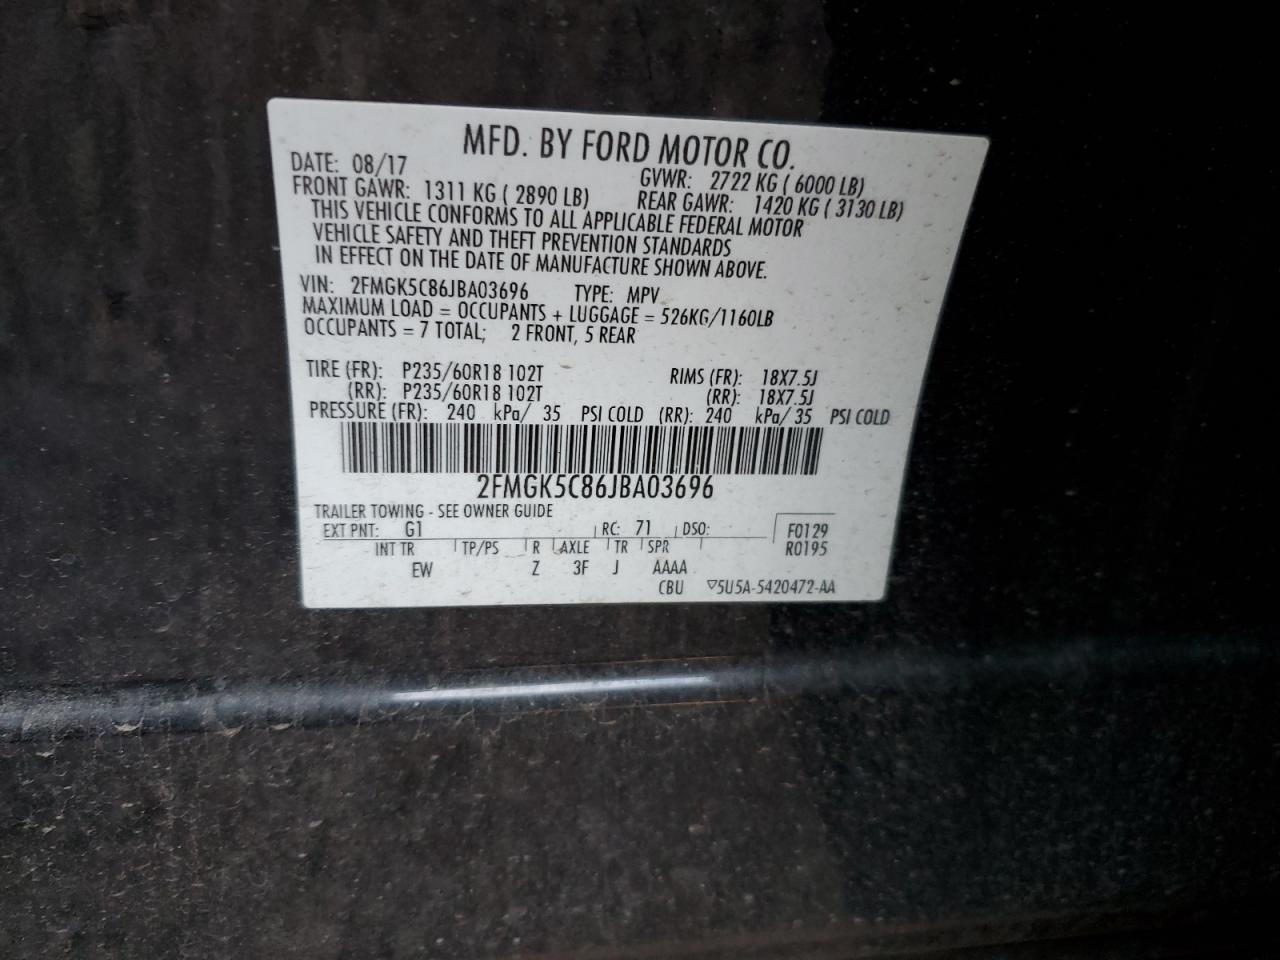 MFD. BY FORD MOTOR CO.
DATE: 08/17 GVWR: 2722 KG ( 6000 LB)
FRONT GAWR: 1311 KG ( 2890 LB) REAR GAWR: 1420 KG ( 3130 LB)
THIS VEHICLE CONFORMS TO ALL APPLICABLE FEDERAL MOTOR
VEHICLE SAFETY AND THEFT PREVENTION STANDARDS
IN EFFECT ON THE DATE OF MANUFACTURE SHOWN ABOVE.
VIN: 2FMGK5C86JBA03696 TYPE: MPV
MAXIMUM LOAD = OCCUPANTS + LUGGAGE = 526KG/1160LB
OCCUPANTS = 7 TOTAL; 2 FRONT, 5 REAR
TIRE (FR): P235/60R18 102T RIMS (FR): 18X7.5J
(RR): P235/60R18 102T (RR): 18X7.5J
PRESSURE (FR): 240 kPa/ 35 PSI COLD (RR): 240 kPa/ 35 PSI COLD
2FMGK5C86JBA03696
TRAILER TOWING - SEE OWNER GUIDE
EXT PNT: G1 RC: 71 DSO: F0129
INT TR TP/PS R AXLE TR SPR R0195
EW Z 3F J AAAA
CBU ▽5U5A-5420472-AA